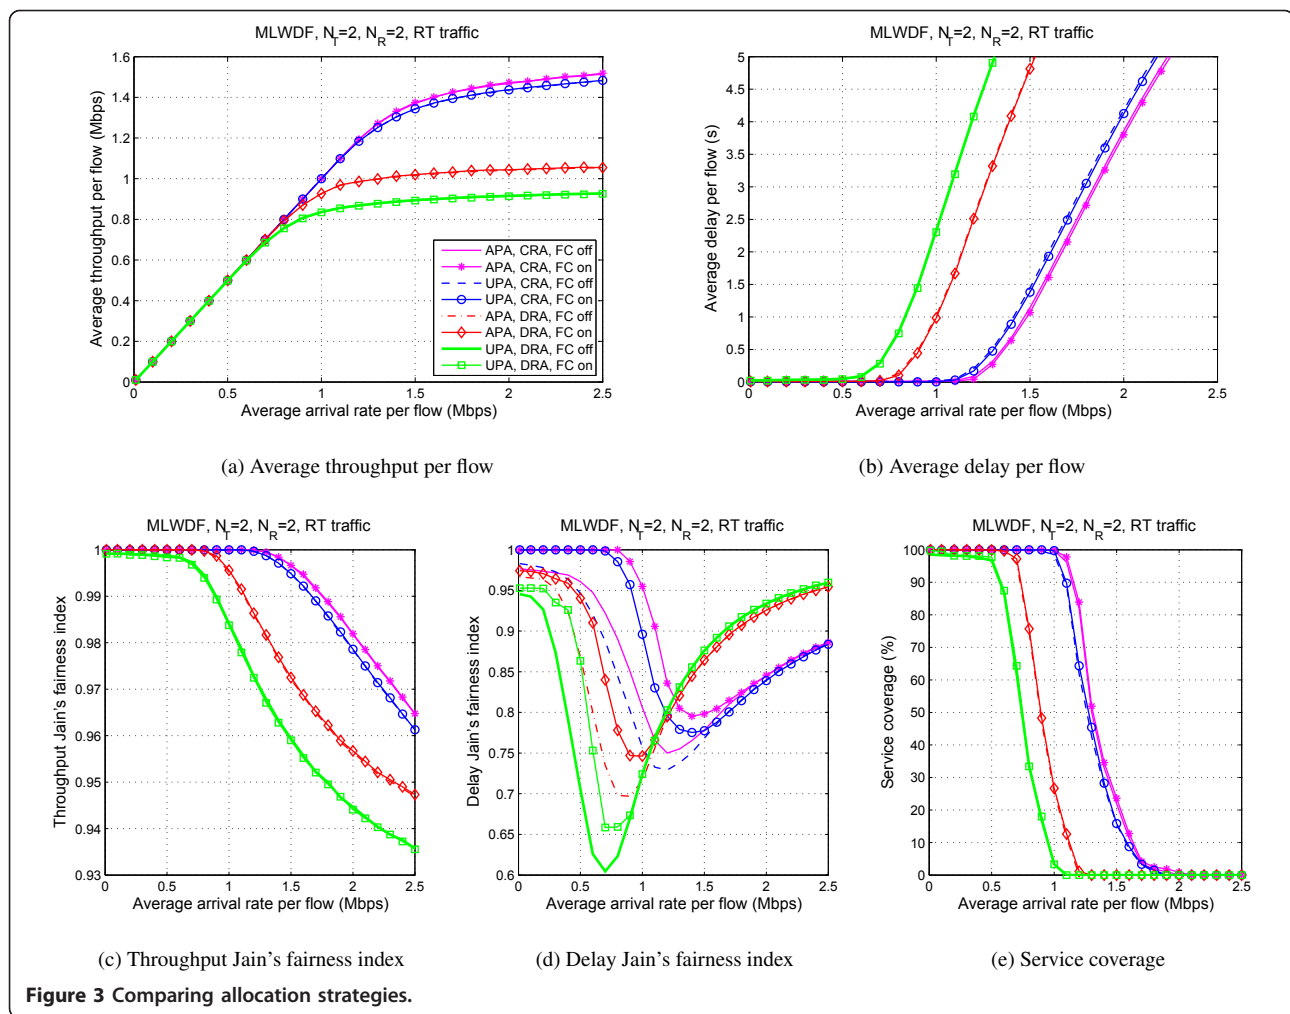 MLWDF, N_T=2, N_R=2, RT traffic
1.6
1.4
1.2
1
0.8
0.6
0.4
0.2
0
Average throughput per flow (Mbps)
APA, CRA, FC off
APA, CRA, FC on
UPA, CRA, FC off
UPA, CRA, FC on
APA, DRA, FC off
APA, DRA, FC on
UPA, DRA, FC off
UPA, DRA, FC on
0 0.5 1 1.5 2 2.5
Average arrival rate per flow (Mbps)
(a) Average throughput per flow
MLWDF, N_T=2, N_R=2, RT traffic
5
4.5
4
3.5
3
2.5
2
1.5
1
0.5
0
Average delay per flow (s)
0 0.5 1 1.5 2 2.5
Average arrival rate per flow (Mbps)
(b) Average delay per flow
MLWDF, N_T=2, N_R=2, RT traffic
1
0.99
0.98
0.97
0.96
0.95
0.94
0.93
Throughput Jain's fairness index
0 0.5 1 1.5 2 2.5
Average arrival rate per flow (Mbps)
(c) Throughput Jain's fairness index
MLWDF, N_T=2, N_R=2, RT traffic
1
0.95
0.9
0.85
0.8
0.75
0.7
0.65
0.6
Delay Jain's fairness index
0 0.5 1 1.5 2 2.5
Average arrival rate per flow (Mbps)
(d) Delay Jain's fairness index
MLWDF, N_T=2, N_R=2, RT traffic
100
90
80
70
60
50
40
30
20
10
0
Service coverage (%)
0 0.5 1 1.5 2 2.5
Average arrival rate per flow (Mbps)
(e) Service coverage
Figure 3 Comparing allocation strategies.